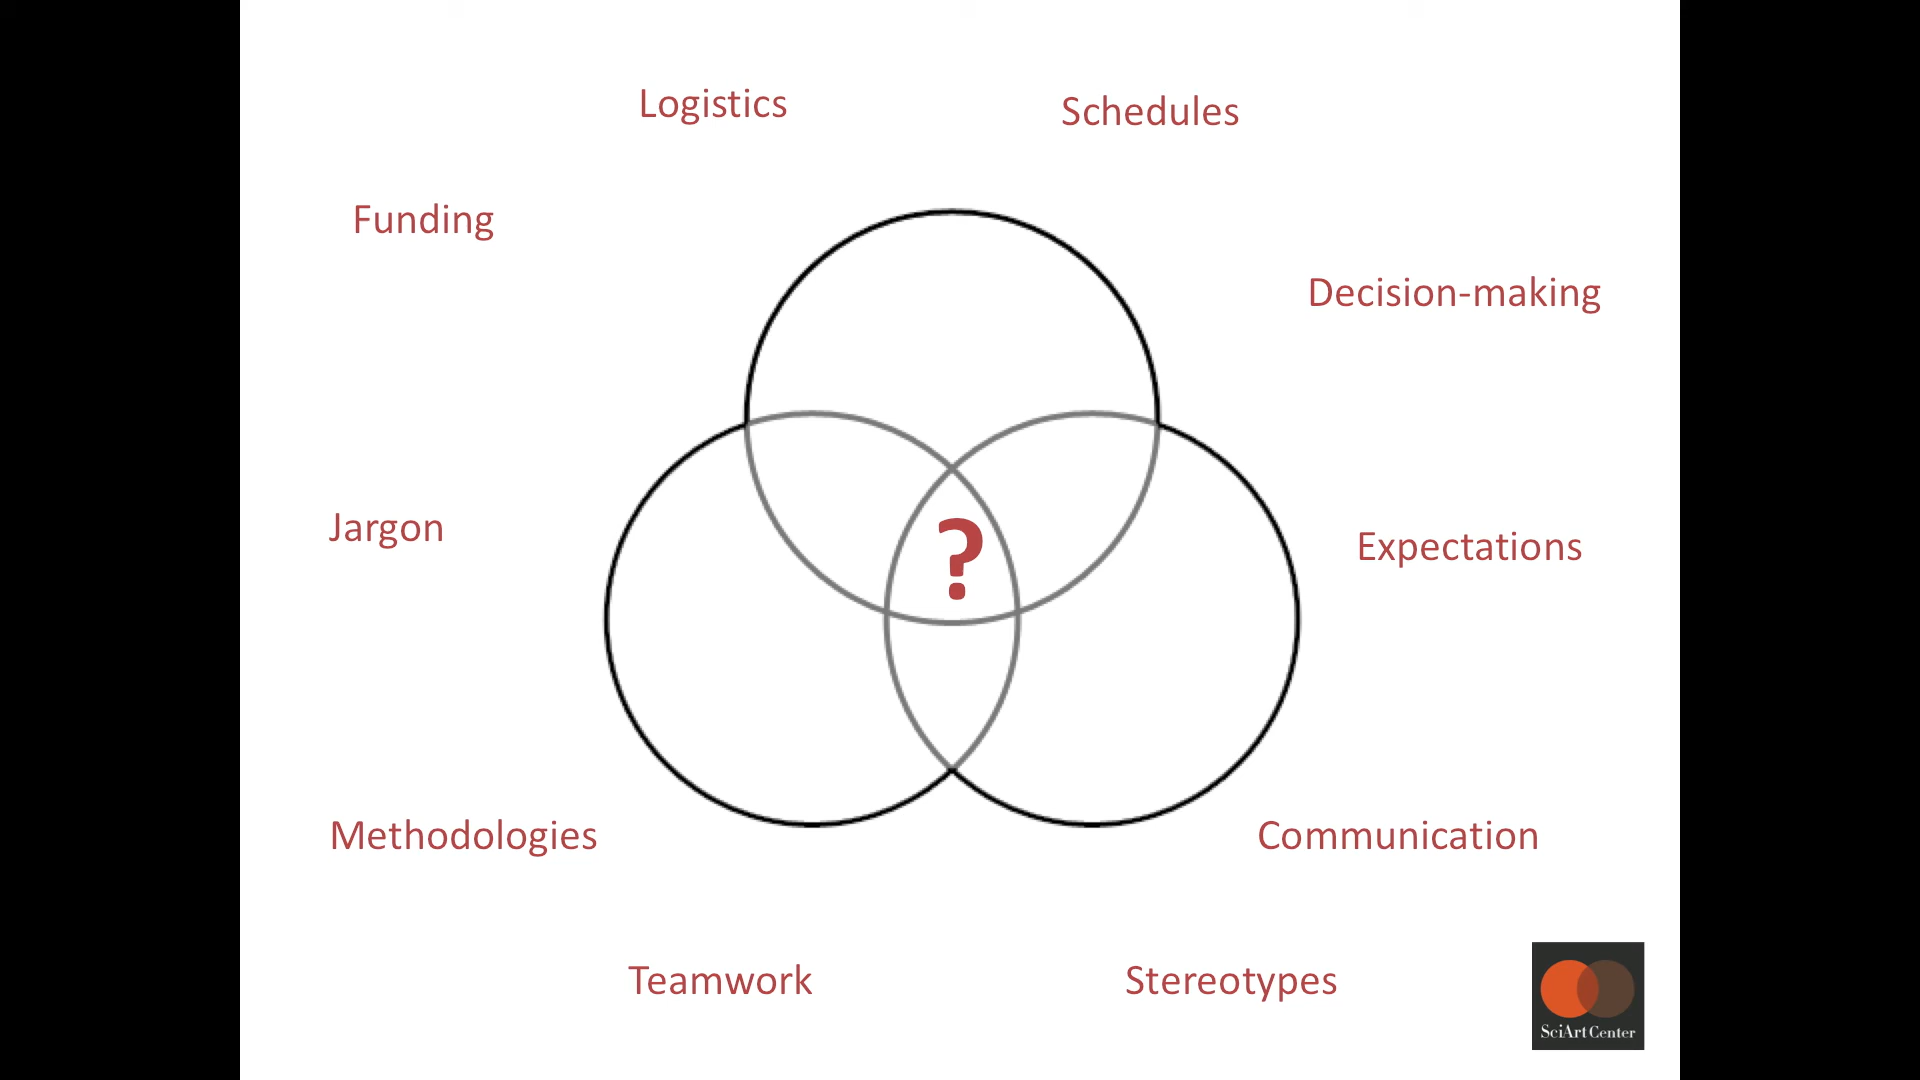 Logistics
Schedules
Funding
Decision-making
Jargon
?
Expectations
Methodologies
Communication
Teamwork
Stereotypes
SciArt Center